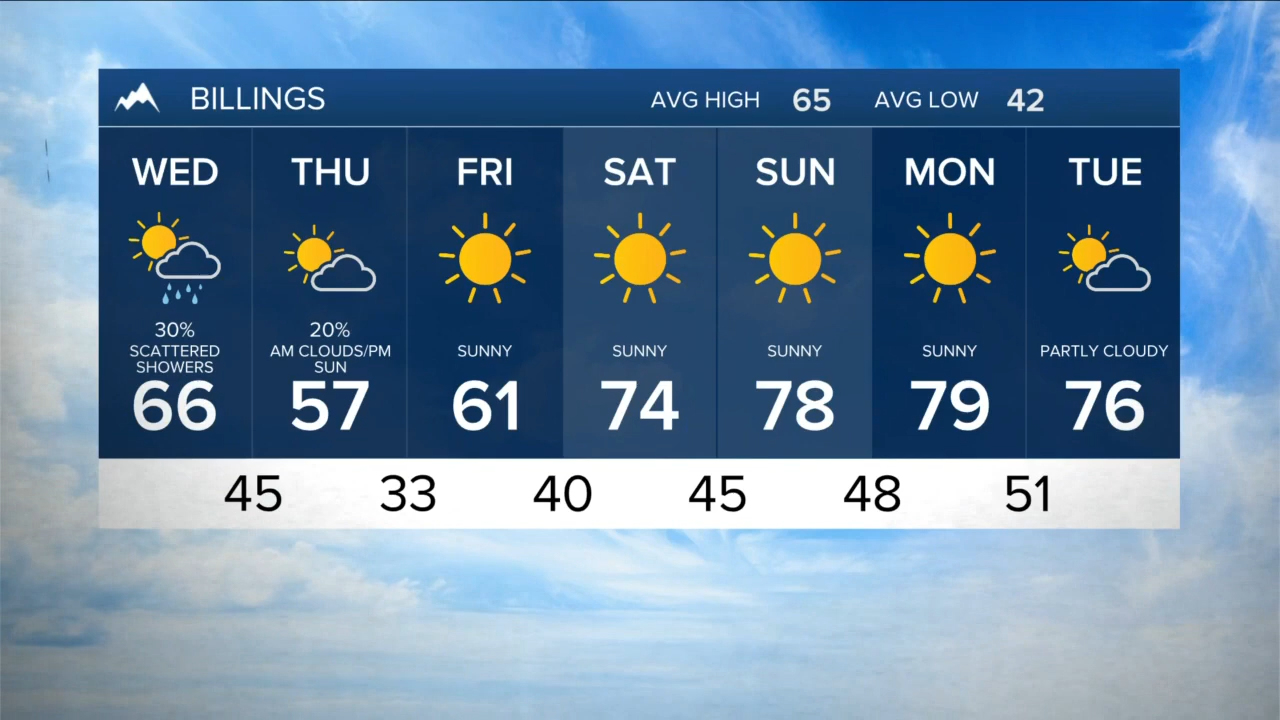 BILLINGS AVG HIGH 65 AVG LOW 42
WED THU FRI SAT SUN MON TUE
30% 20%
SCATTERED AM CLOUDS/PM SUNNY SUNNY SUNNY SUNNY PARTLY CLOUDY
SHOWERS SUN
66 57 61 74 78 79 76
45 33 40 45 48 51